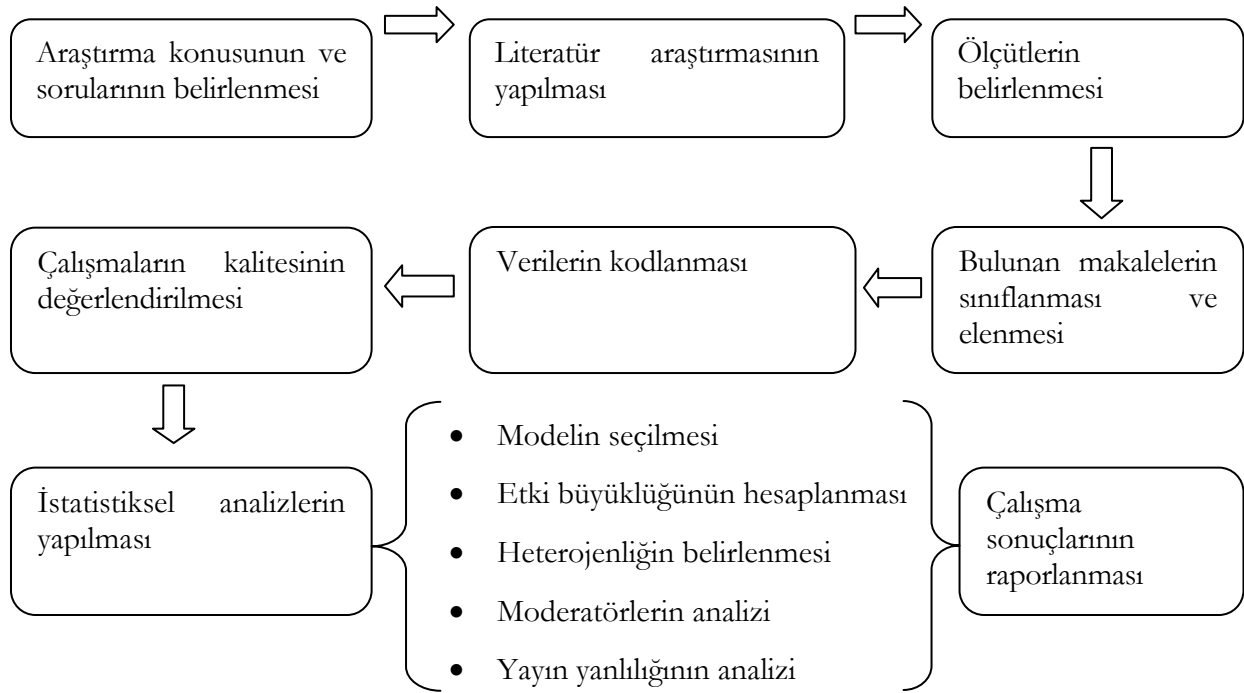 Araştırma konusunun ve
sorularının belirlenmesi
Literatür araştırmasının
yapılması
Ölçütlerin
belirlenmesi
Bulunan makalelerin
sınıflanması ve
elenmesi
Verilerin kodlanması
Çalışmaların kalitesinin
değerlendirilmesi
İstatistiksel analizlerin
yapılması
• Modelin seçilmesi
• Etki büyüklüğünün hesaplanması
• Heterojenliğin belirlenmesi
• Moderatörlerin analizi
• Yayın yanlılığının analizi
Çalışma
sonuçlarının
raporlanması